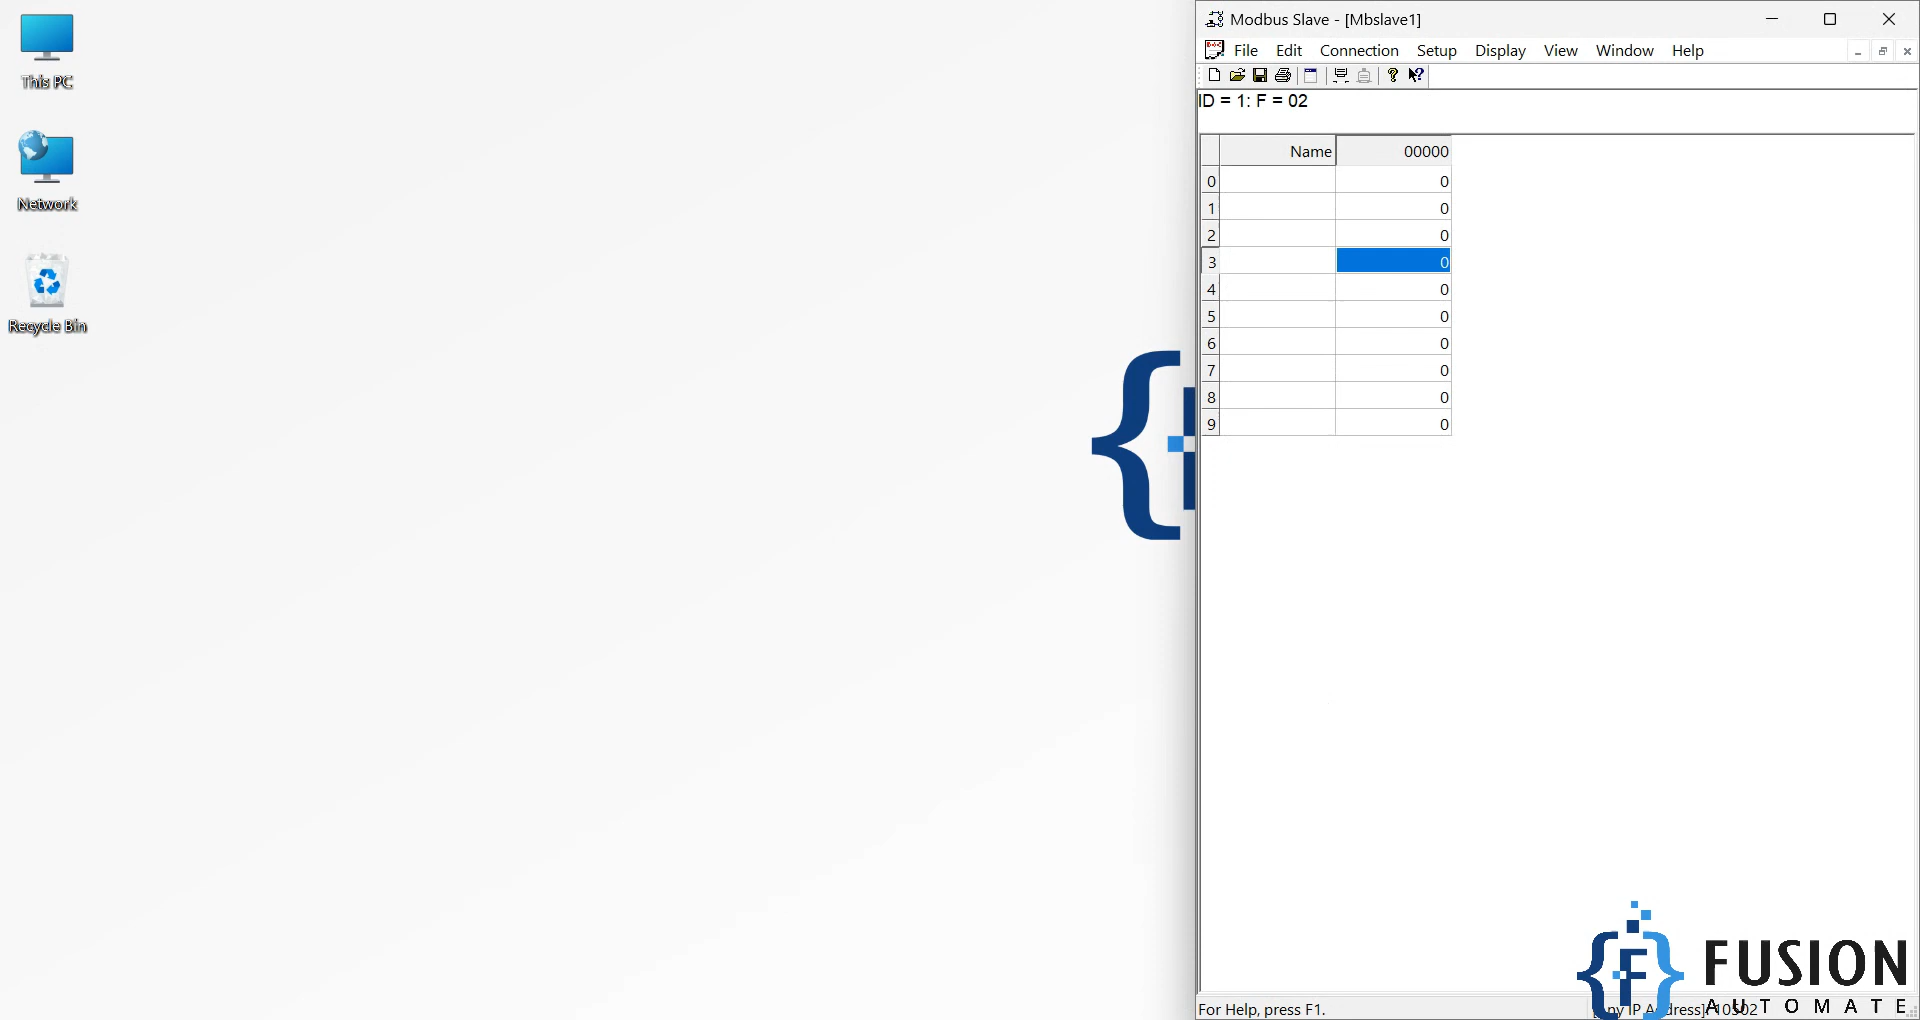 This PC
Network
Recycle Bin
Modbus Slave - [Mbslave1]
File Edit Connection Setup Display View Window Help
ID = 1: F = 02
Name 00000
0 0
1 0
2 0
3 0
4 0
5 0
6 0
7 0
8 0
9 0
FUSION
AUTOMATE
For Help, press F1.